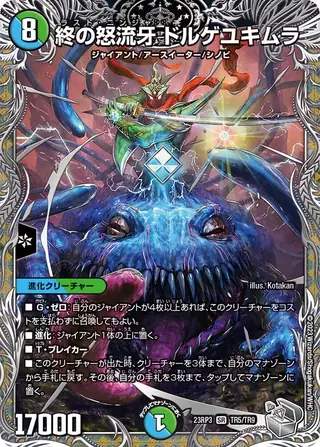 8
終の怒流牙 ドルゲユキムラ
ジャイアント/アースイーター/シノビ
illus. Kotakan
進化クリーチャー
■G・ゼロ:自分のジャイアントが4枚以上あれば、このクリーチャーをコ
ストを支払わずに召喚してもよい。
■進化:ジャイアント1体の上に置く。
■T・ブレイカー
■このクリーチャーが出た時、クリーチャーを3体まで、自分のマナゾーン
から手札に戻す。その後、自分の手札を3枚まで、タップしてマナゾーンに
置く。
17000
1
23RP3 SR TR5/TR9